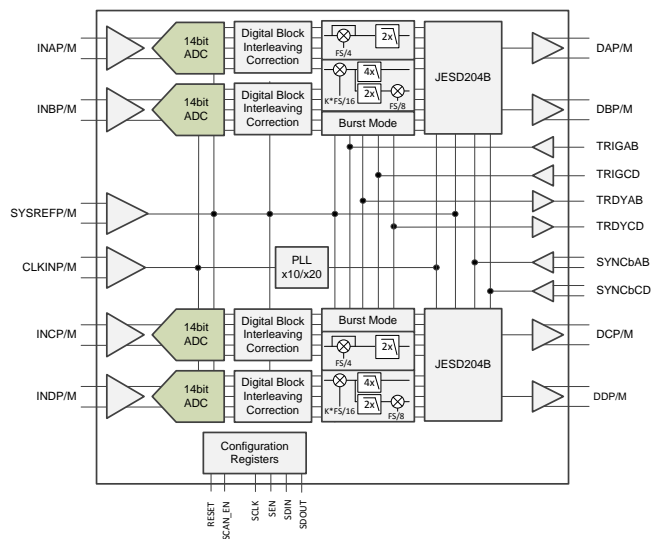 INAP/M
14bit
ADC
Digital Block
Interleaving
Correction
FS/4
2x
JESD204B
DAP/M
K*FS/16
4x
2x
FS/8
INBP/M
14bit
ADC
Digital Block
Interleaving
Correction
Burst Mode
DBP/M
TRIGAB
TRIGCD
TRDYAB
TRDYCD
SYSREFP/M
CLKINP/M
PLL
x10/x20
SYNCbAB
SYNCbCD
INCP/M
14bit
ADC
Digital Block
Interleaving
Correction
Burst Mode
FS/4
2x
JESD204B
DCP/M
INDP/M
14bit
ADC
Digital Block
Interleaving
Correction
K*FS/16
4x
2x
FS/8
DDP/M
Configuration
Registers
RESET
SCAN_EN
SCLK
SEN
SDIN
SDOUT